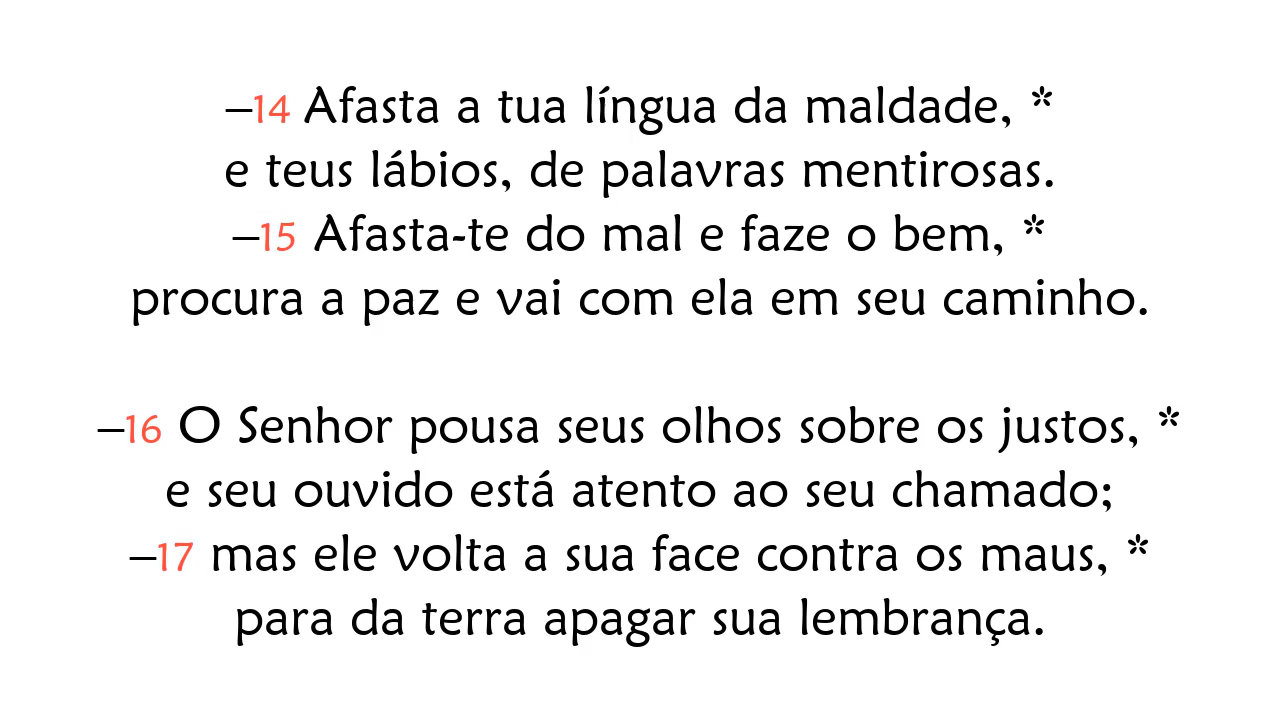 –14 Afasta a tua língua da maldade, *
e teus lábios, de palavras mentirosas.
–15 Afasta-te do mal e faze o bem, *
procura a paz e vai com ela em seu caminho.
–16 O Senhor pousa seus olhos sobre os justos, *
e seu ouvido está atento ao seu chamado;
–17 mas ele volta a sua face contra os maus, *
para da terra apagar sua lembrança.